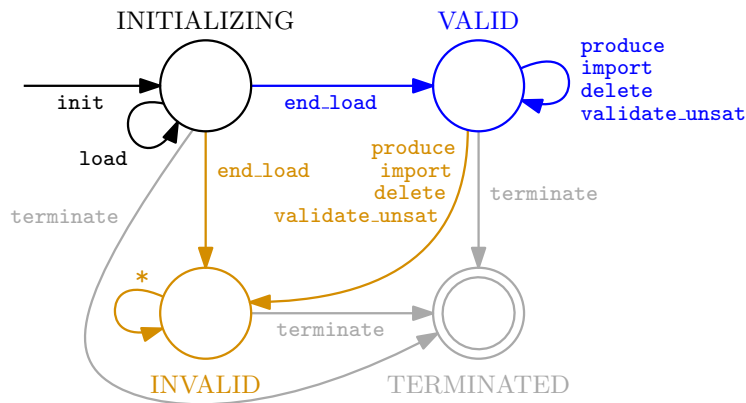 INITIALIZING
VALID
init
load
end_load
produce
import
delete
validate_unsat
end_load
produce
import
delete
validate_unsat
terminate
terminate
*
terminate
INVALID
TERMINATED